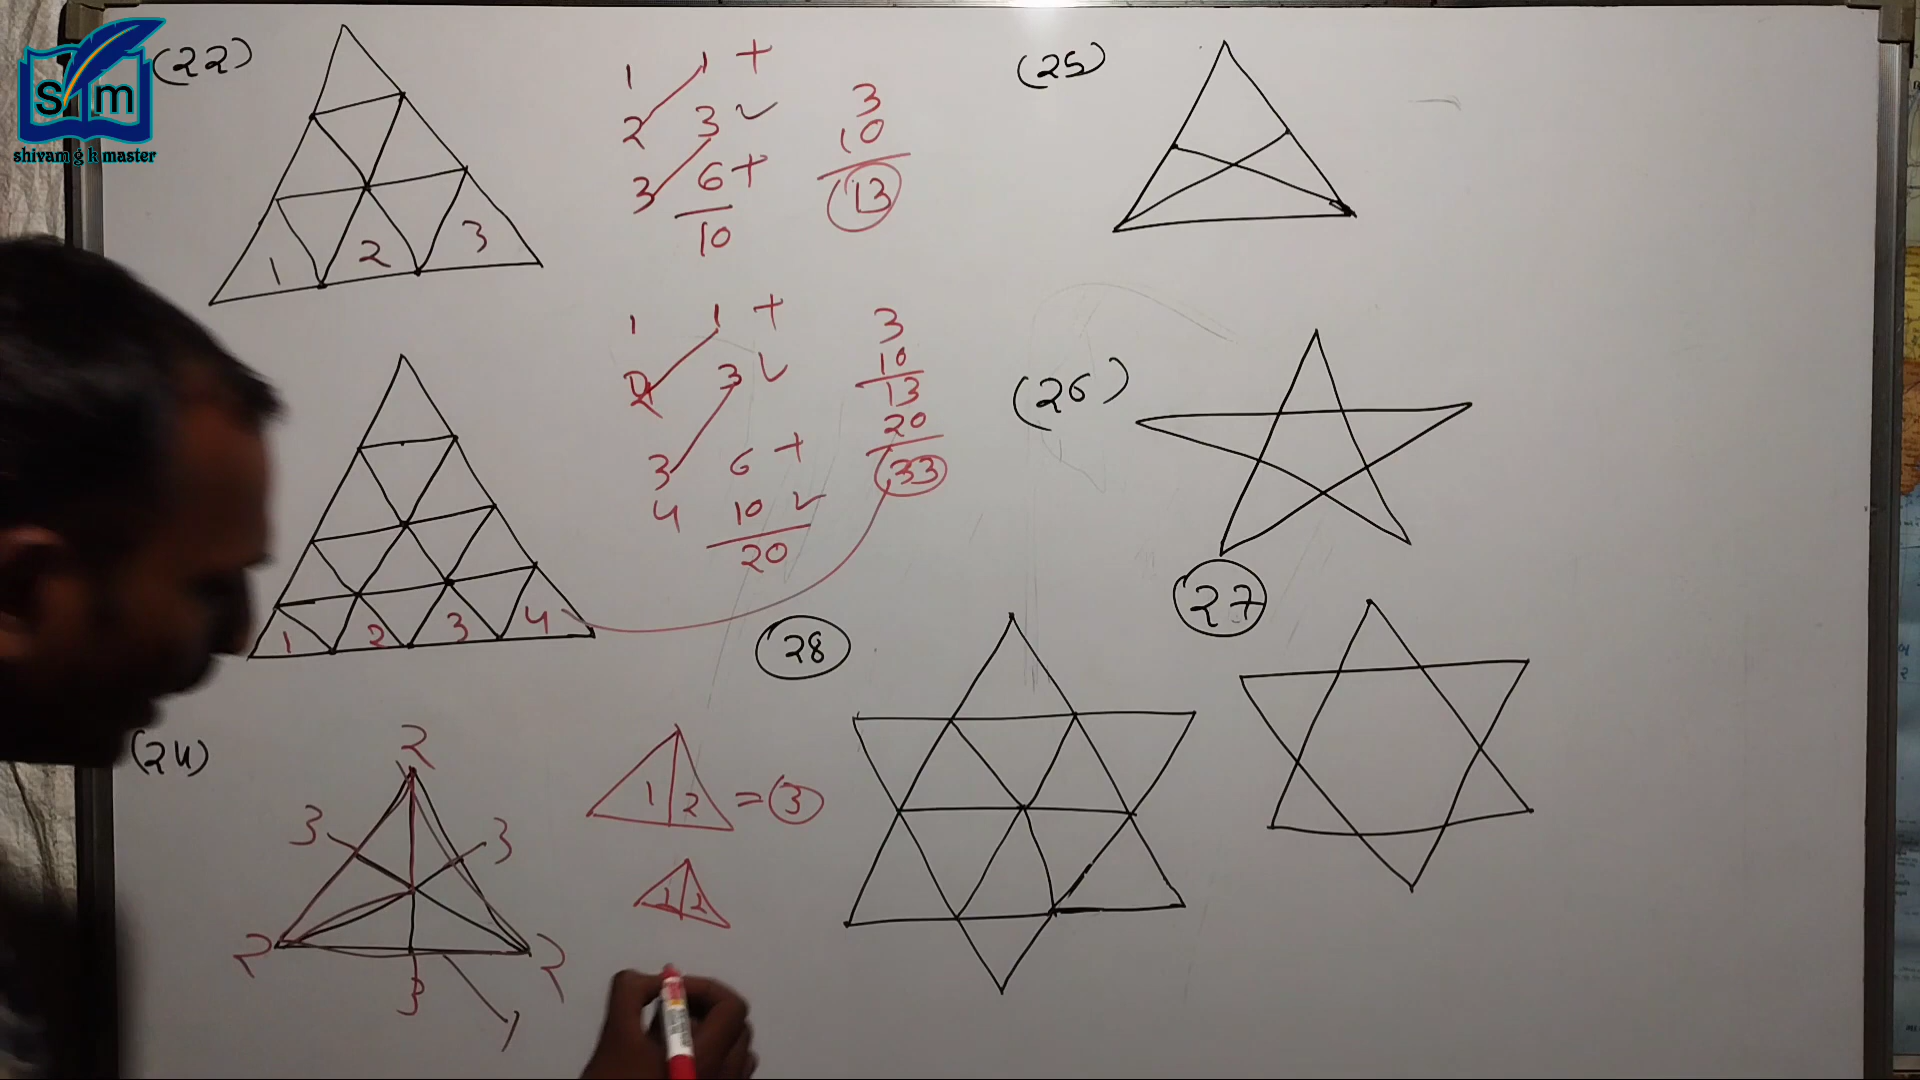 S m
shivam g k master
(22)
1 1 +
2 3 ✓
3 6 +
10
3
10
13
1 2 3
1 1 +
2 3 ✓
3 6 +
4 10 ✓
20
3
10
13
20
33
1 2 3 4
(24)
2
3 3
2 2
3
1
1 2 = 3
1 2
(25)
(26)
27
28